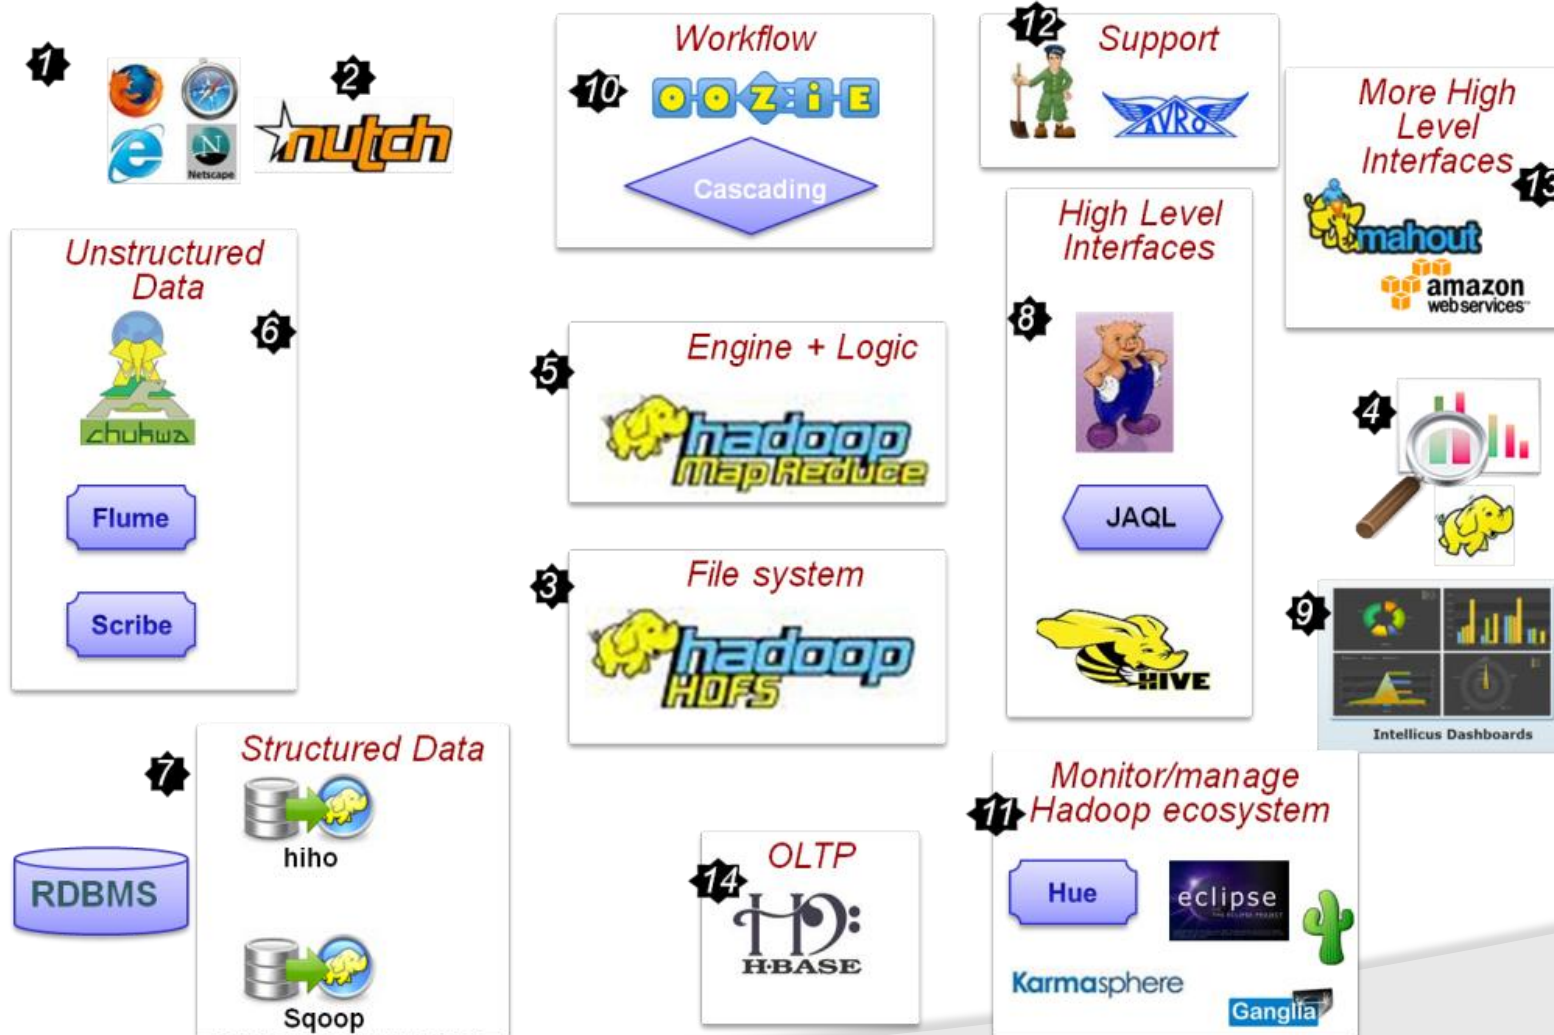 1
Netscape
2
nutch
Workflow
10
OOZiE
Cascading
12
Support
AVRO
More High
Level
Interfaces
13
mahout
amazon
webservices
Unstructured
Data
6
chukwa
Flume
Scribe
Engine + Logic
5
hadoop
Map Reduce
File system
3
hadoop
HDFS
High Level
Interfaces
8
JAQL
HIVE
4
9
Intellicus Dashboards
Structured Data
7
hiho
RDBMS
Sqoop
OLTP
14
H·BASE
Monitor/manage
Hadoop ecosystem
11
Hue
eclipse
Karmasphere
Ganglia